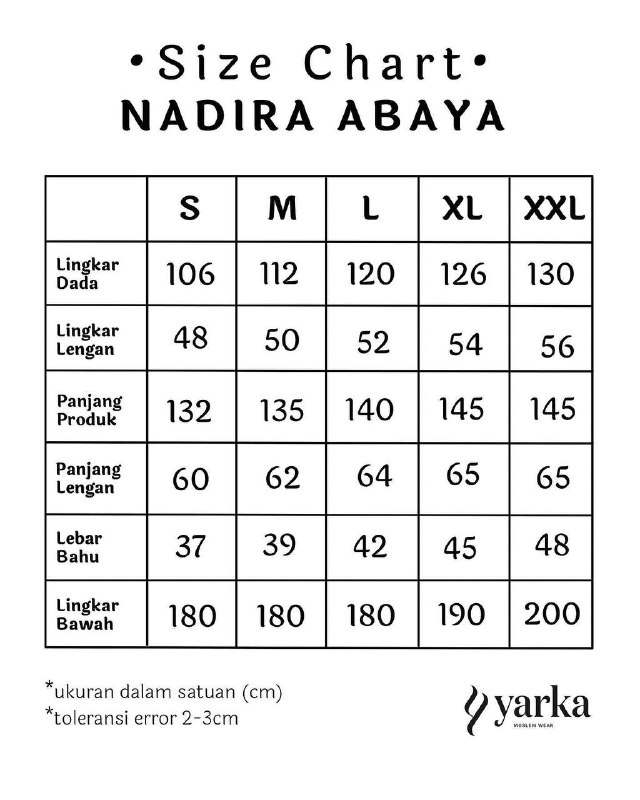 •Size Chart•
NADIRA ABAYA
S M L XL XXL
Lingkar Dada 106 112 120 126 130
Lingkar Lengan 48 50 52 54 56
Panjang Produk 132 135 140 145 145
Panjang Lengan 60 62 64 65 65
Lebar Bahu 37 39 42 45 48
Lingkar Bawah 180 180 180 190 200
*ukuran dalam satuan (cm)
*toleransi error 2-3cm
yarka
MOSLEM WEAR